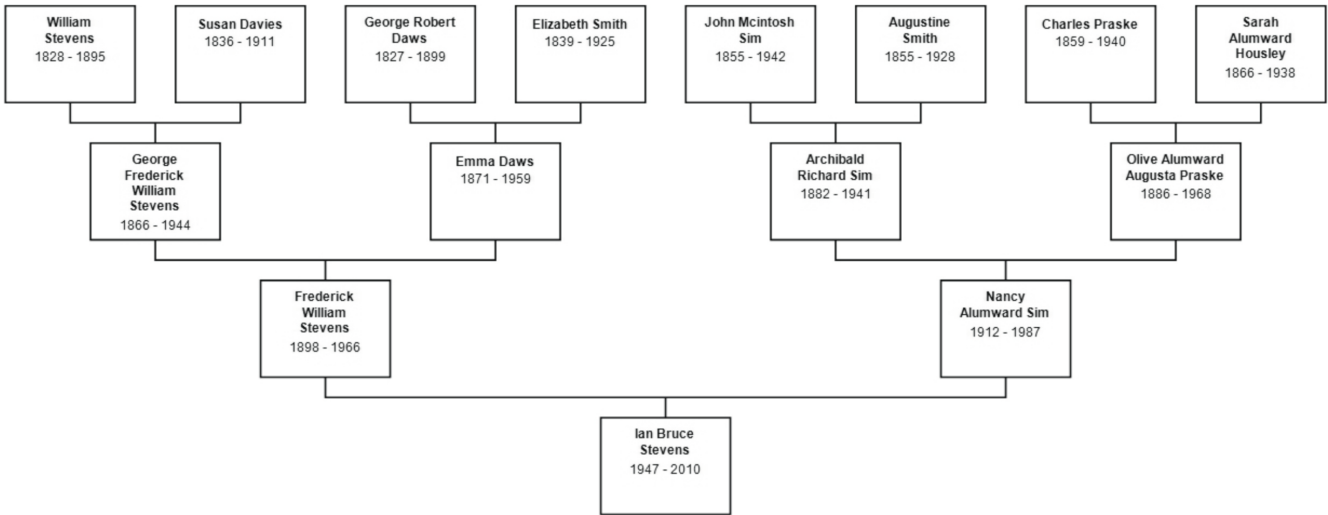 William
Stevens
1828 - 1895
Susan Davies
1836 - 1911
George Robert
Daws
1827 - 1899
Elizabeth Smith
1839 - 1925
John Mcintosh
Sim
1855 - 1942
Augustine
Smith
1855 - 1928
Charles Praske
1859 - 1940
Sarah
Alumward
Housley
1866 - 1938
George
Frederick
William
Stevens
1866 - 1944
Emma Daws
1871 - 1959
Archibald
Richard Sim
1882 - 1941
Olive Alumward
Augusta Praske
1886 - 1968
Frederick
William
Stevens
1898 - 1966
Nancy
Alumward Sim
1912 - 1987
Ian Bruce
Stevens
1947 - 2010